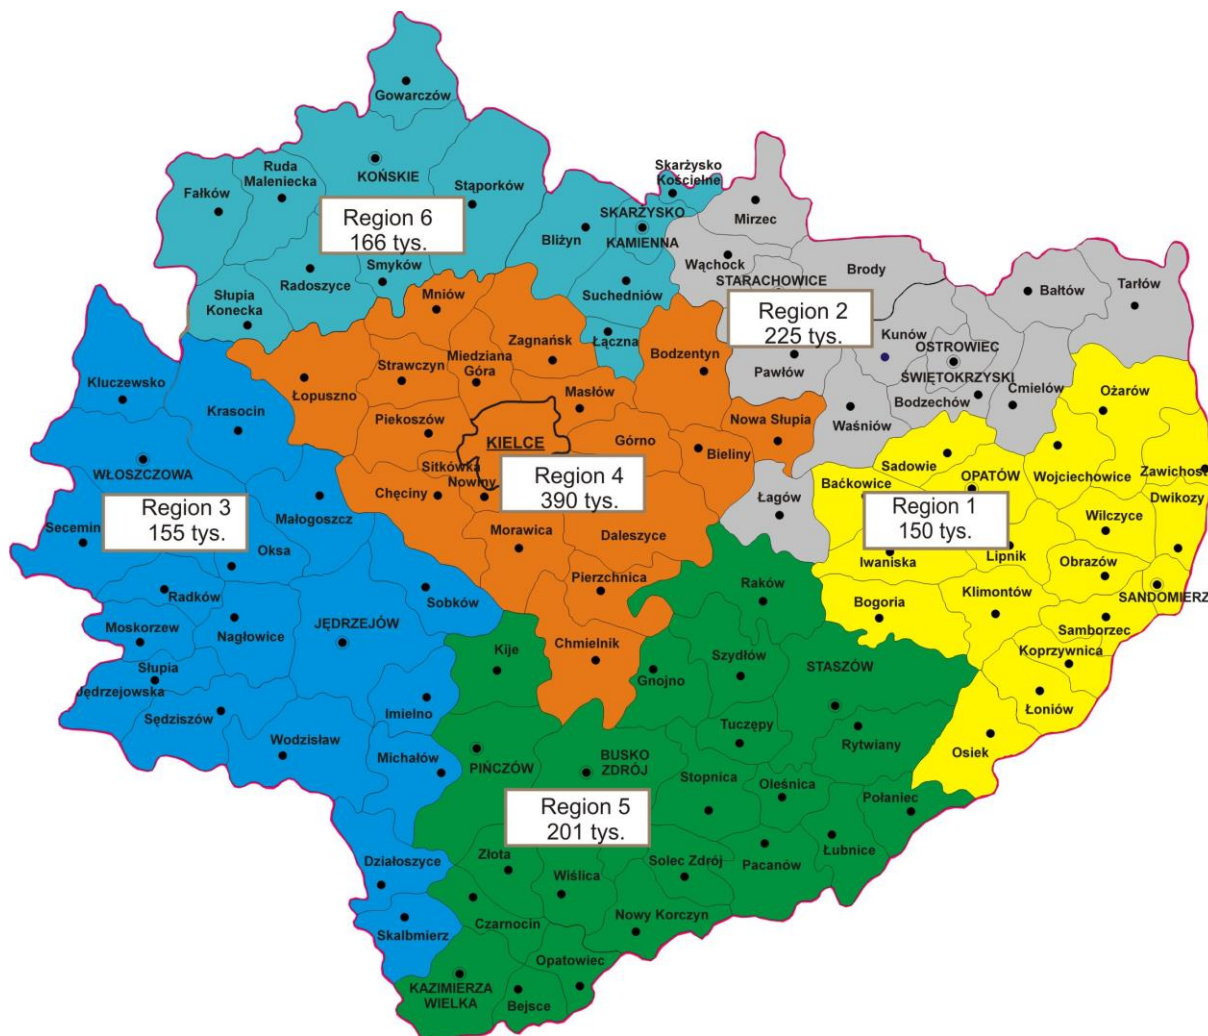 Gowarczów
Ruda
Maleniecka
KOŃSKIE
Fałków
Stąporków
Skarżysko
Kościelne
SKARŻYSKO
KAMIENNA
Bliżyn
Mirzec
Region 6
166 tys.
Wąchock
STARACHOWICE
Brody
Bałtów
Tarłów
Smyków
Radoszyce
Słupia
Konecka
Suchedniów
Łączna
Region 2
225 tys.
Mniów
Zagnańsk
Miedziana
Góra
Strawczyn
Bodzentyn
Kunów
OSTROWIEC
ŚWIĘTOKRZYSKI
Pawłów
Bodzechów
Ćmielów
Ożarów
Kluczewsko
Krasocin
Łopuszno
Masłów
Piekoszów
KIELCE
Górno
Nowa Słupia
Bieliny
Waśniów
Sadowie
Wojciechowice
Zawichost
WŁOSZCZOWA
Sitkówka
Nowiny
Chęciny
Region 4
390 tys.
Baćkowice
OPATÓW
Dwikozy
Region 3
155 tys.
Małogoszcz
Łagów
Region 1
150 tys.
Wilczyce
Secemin
Oksa
Morawica
Daleszyce
Iwaniska
Lipnik
Obrazów
Radków
Sobków
Pierzchnica
Raków
Bogoria
Klimontów
SANDOMIERZ
Moskorzew
Nagłowice
JĘDRZEJÓW
Samborzec
Kije
Chmielnik
Gnojno
Szydłów
STASZÓW
Koprzywnica
Słupia
Jędrzejowska
Łoniów
Sędziszów
Imielno
Tuczępy
Rytwiany
Osiek
Wodzisław
Michałów
PIŃCZÓW
BUSKO
ZDRÓJ
Stopnica
Oleśnica
Połaniec
Region 5
201 tys.
Działoszyce
Złota
Wiślica
Solec Zdrój
Pacanów
Łubnice
Skalbmierz
Czarnocin
Nowy Korczyn
KAZIMIERZA
WIELKA
Opatowiec
Bejsce